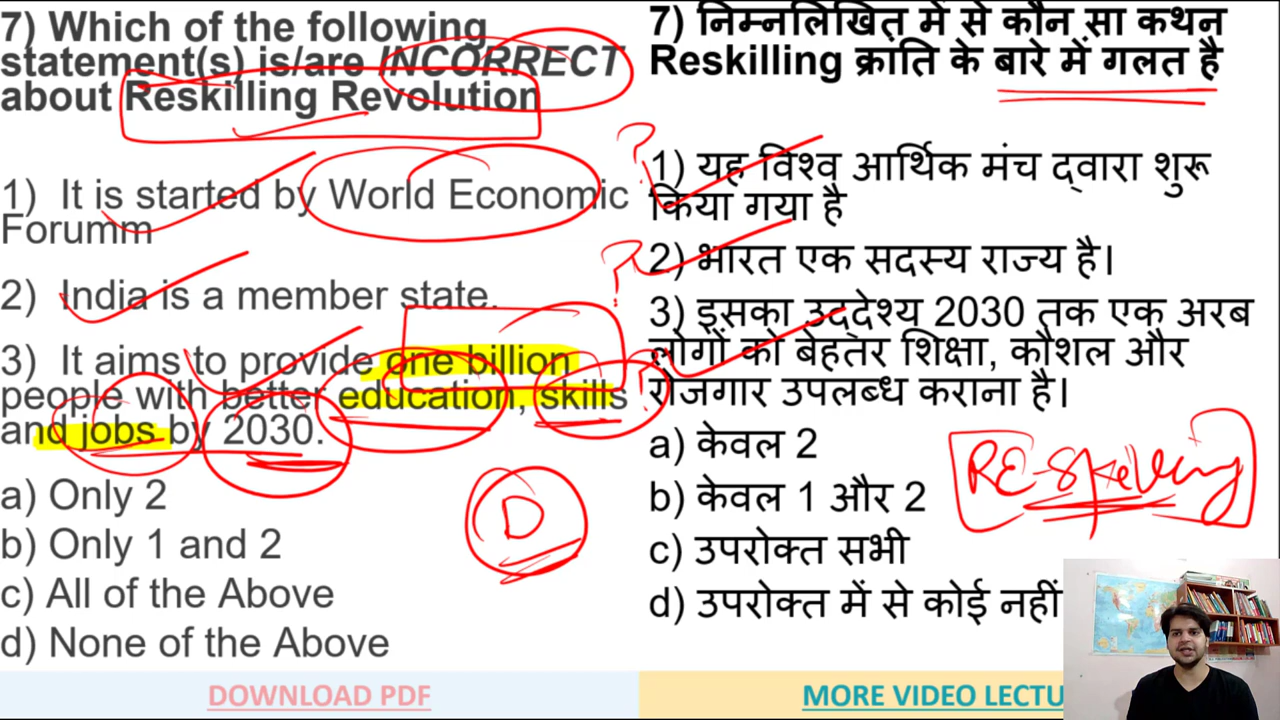 7) Which of the following
statement(s) is/are INCORRECT
about Reskilling Revolution
1) It is started by World Economic
Forumm
2) India is a member state.
3) It aims to provide one billion
people with better education, skills
and jobs by 2030.
a) Only 2
b) Only 1 and 2
c) All of the Above
d) None of the Above
D
DOWNLOAD PDF
7) निम्नलिखित में से कौन सा कथन
Reskilling क्रांति के बारे में गलत है
?
1) यह विश्व आर्थिक मंच द्वारा शुरू
किया गया है
?
2) भारत एक सदस्य राज्य है।
3) इसका उद्देश्य 2030 तक एक अरब
?
लोगों को बेहतर शिक्षा, कौशल और
रोजगार उपलब्ध कराना है।
a) केवल 2
b) केवल 1 और 2
c) उपरोक्त सभी
d) उपरोक्त में से कोई नहीं
MORE VIDEO LECTU